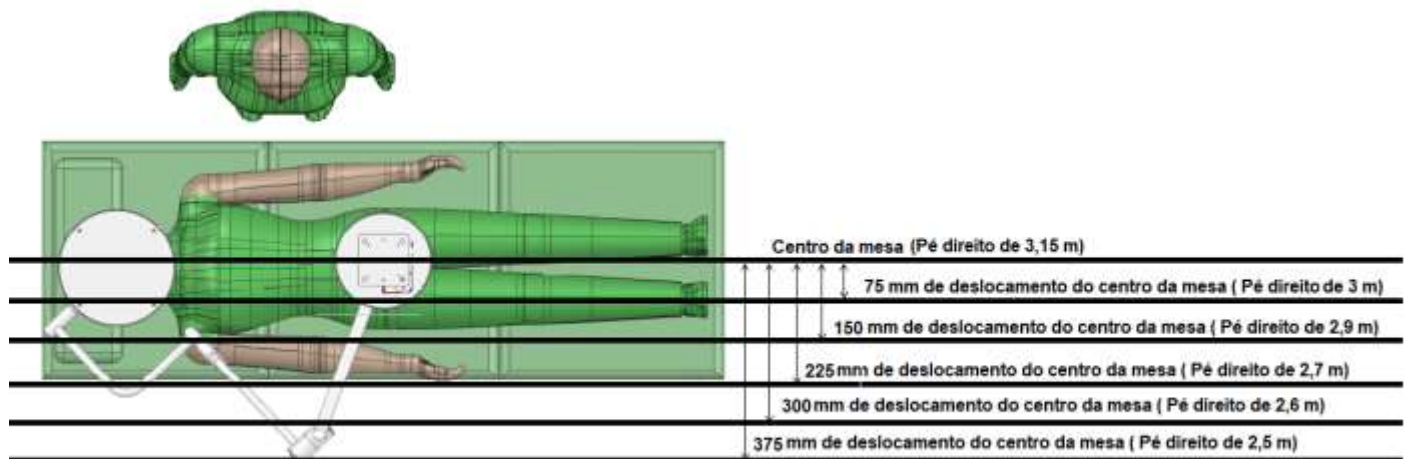 Centro da mesa (Pé direito de 3,15 m)
75 mm de deslocamento do centro da mesa ( Pé direito de 3 m)
150 mm de deslocamento do centro da mesa ( Pé direito de 2,9 m)
225 mm de deslocamento do centro da mesa ( Pé direito de 2,7 m)
300 mm de deslocamento do centro da mesa ( Pé direito de 2,6 m)
375 mm de deslocamento do centro da mesa ( Pé direito de 2,5 m)